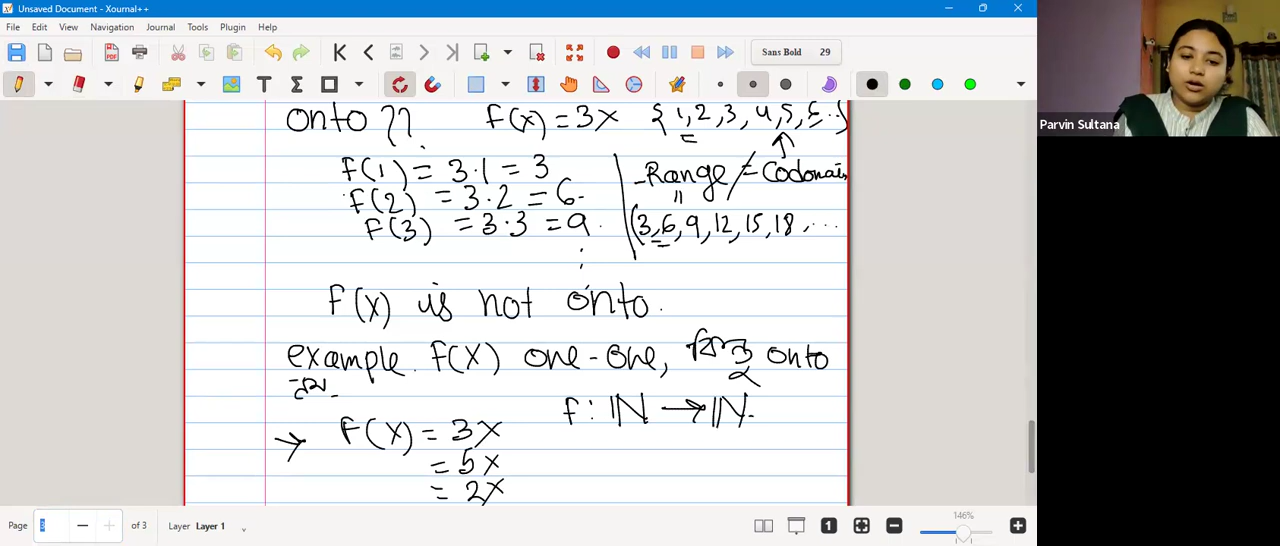 Unsaved Document - Xournal++
File Edit View Navigation Journal Tools Plugin Help
Sans Bold 29
onto ?? f(x) = 3x {1,2,3,4,5,6...}
f(1) = 3·1 = 3
f(2) = 3·2 = 6
f(3) = 3·3 = 9
Range ≠ Codomain
=
(3,6,9,12,15,18,...
f(x) is not onto.
example. f(x) one-one, onto
f: ℕ → ℕ.
→ f(x) = 3x
= 5x
= 2x
Parvin Sultana
Page 3 of 3 Layer Layer 1 146%